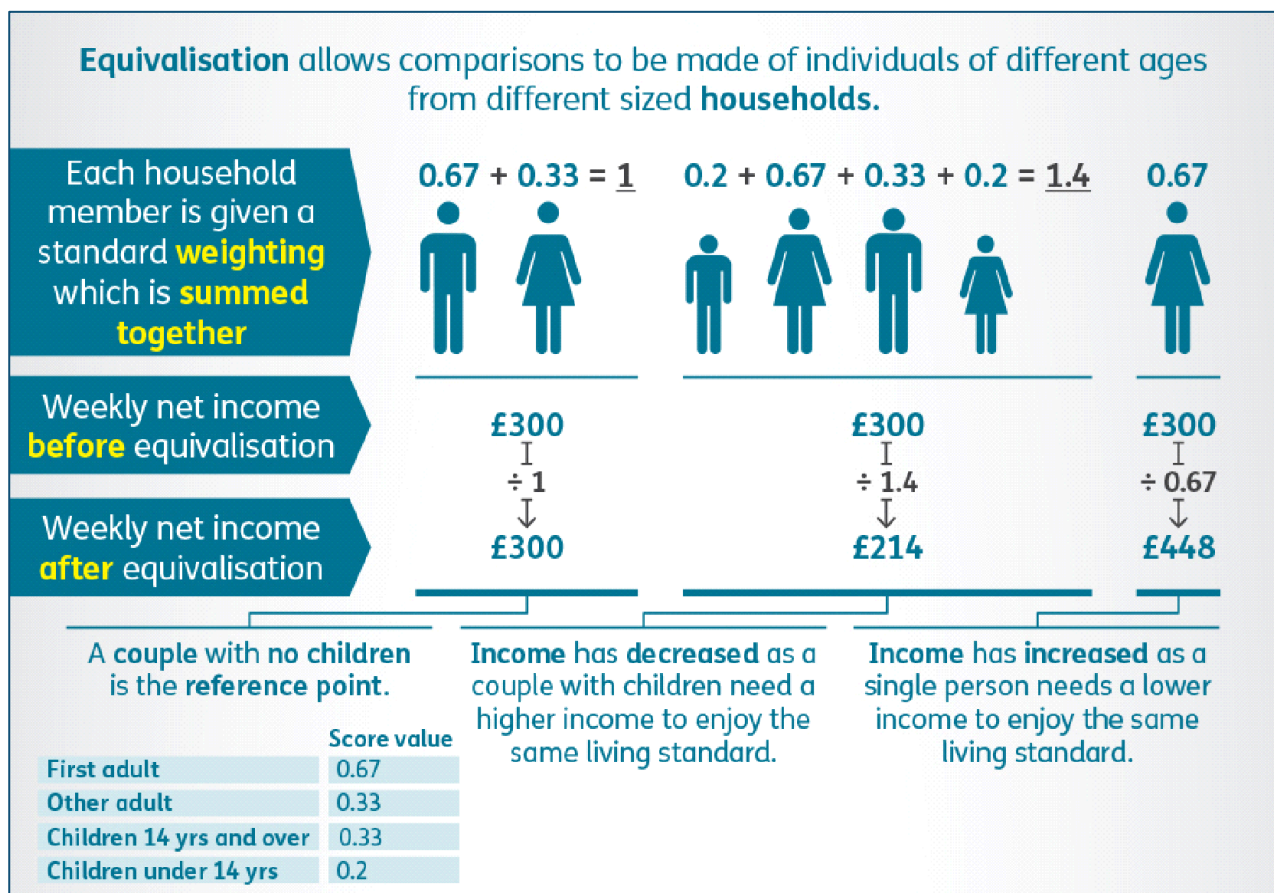 Equivalisation allows comparisons to be made of individuals of different ages
from different sized households.
Each household
member is given a
standard weighting
which is summed
together
0.67 + 0.33 = 1
0.2 + 0.67 + 0.33 + 0.2 = 1.4
0.67
Weekly net income
before equivalisation
£300
÷ 1
£300
÷ 1.4
£300
÷ 0.67
Weekly net income
after equivalisation
£300
£214
£448
A couple with no children
is the reference point.
Income has decreased as a
couple with children need a
higher income to enjoy the
same living standard.
Income has increased as a
single person needs a lower
income to enjoy the same
living standard.
Score value
First adult 0.67
Other adult 0.33
Children 14 yrs and over 0.33
Children under 14 yrs 0.2